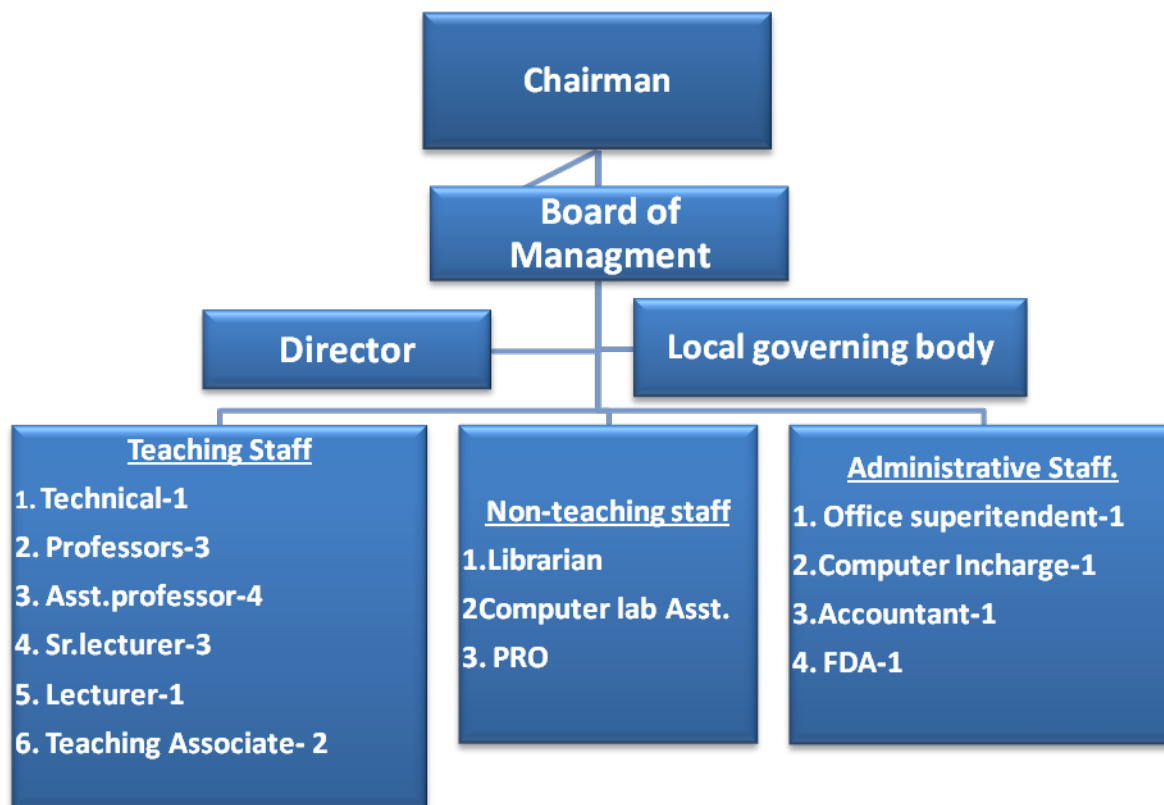 Chairman
Board of
Managment
Director
Local governing body
Teaching Staff
1. Technical-1
2. Professors-3
3. Asst.professor-4
4. Sr.lecturer-3
5. Lecturer-1
6. Teaching Associate- 2
Non-teaching staff
1.Librarian
2Computer lab Asst.
3. PRO
Administrative Staff.
1. Office superitendent-1
2.Computer Incharge-1
3.Accountant-1
4. FDA-1